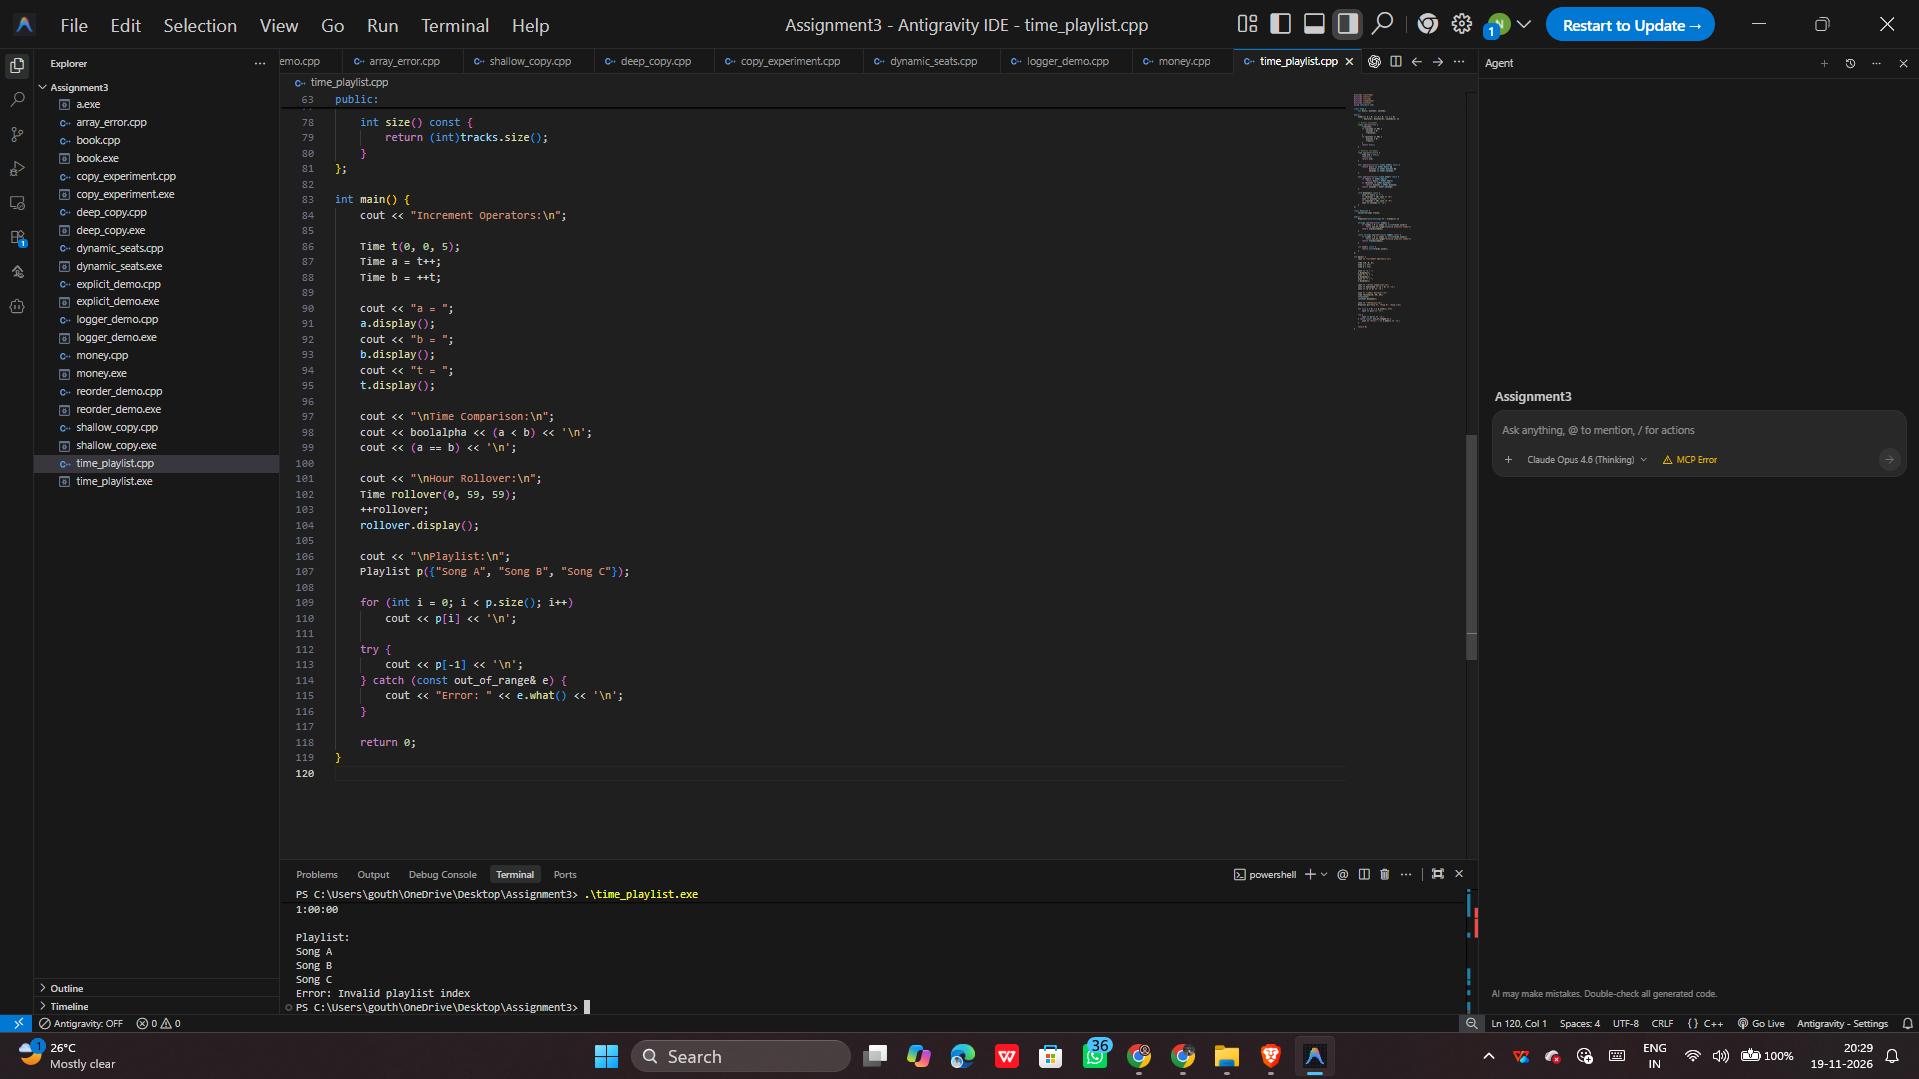 File Edit Selection View Go Run Terminal Help
Assignment3 - Antigravity IDE - time_playlist.cpp
1
Restart to Update →
Explorer
Assignment3
a.exe
array_error.cpp
book.cpp
book.exe
copy_experiment.cpp
copy_experiment.exe
deep_copy.cpp
deep_copy.exe
dynamic_seats.cpp
dynamic_seats.exe
explicit_demo.cpp
explicit_demo.exe
logger_demo.cpp
logger_demo.exe
money.cpp
money.exe
reorder_demo.cpp
reorder_demo.exe
shallow_copy.cpp
shallow_copy.exe
time_playlist.cpp
time_playlist.exe
Outline
Timeline
emo.cpp array_error.cpp shallow_copy.cpp deep_copy.cpp copy_experiment.cpp dynamic_seats.cpp logger_demo.cpp money.cpp time_playlist.cpp
time_playlist.cpp
63 public:
78 int size() const {
79 return (int)tracks.size();
80 }
81 };
82
83 int main() {
84 cout << "Increment Operators:\n";
85
86 Time t(0, 0, 5);
87 Time a = t++;
88 Time b = ++t;
89
90 cout << "a = ";
91 a.display();
92 cout << "b = ";
93 b.display();
94 cout << "t = ";
95 t.display();
96
97 cout << "\nTime Comparison:\n";
98 cout << boolalpha << (a < b) << '\n';
99 cout << (a == b) << '\n';
100
101 cout << "\nHour Rollover:\n";
102 Time rollover(0, 59, 59);
103 ++rollover;
104 rollover.display();
105
106 cout << "\nPlaylist:\n";
107 Playlist p({"Song A", "Song B", "Song C"});
108
109 for (int i = 0; i < p.size(); i++)
110 cout << p[i] << '\n';
111
112 try {
113 cout << p[-1] << '\n';
114 } catch (const out_of_range& e) {
115 cout << "Error: " << e.what() << '\n';
116 }
117
118 return 0;
119 }
120
Problems Output Debug Console Terminal Ports
powershell
PS C:\Users\gouth\OneDrive\Desktop\Assignment3> .\time_playlist.exe
1:00:00
Playlist:
Song A
Song B
Song C
Error: Invalid playlist index
PS C:\Users\gouth\OneDrive\Desktop\Assignment3>
Agent
Assignment3
Ask anything, @ to mention, / for actions
Claude Opus 4.6 (Thinking) MCP Error
AI may make mistakes. Double-check all generated code.
Antigravity: OFF 0 0
Ln 120, Col 1 Spaces: 4 UTF-8 CRLF {} C++ Go Live Antigravity - Settings
1 26°C
Mostly clear
Search
36
ENG
IN
100%
20:29
19-11-2026